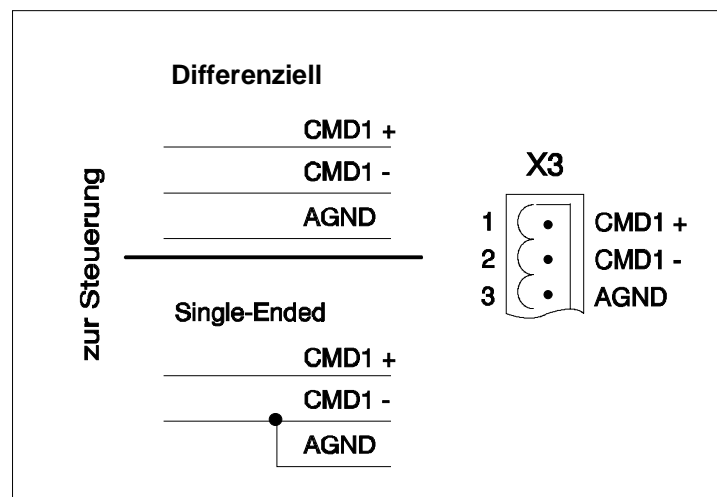 Differenziell
CMD1 +
CMD1 -
AGND
zur Steuerung
Single-Ended
CMD1 +
CMD1 -
AGND
X3
1 CMD1 +
2 CMD1 -
3 AGND